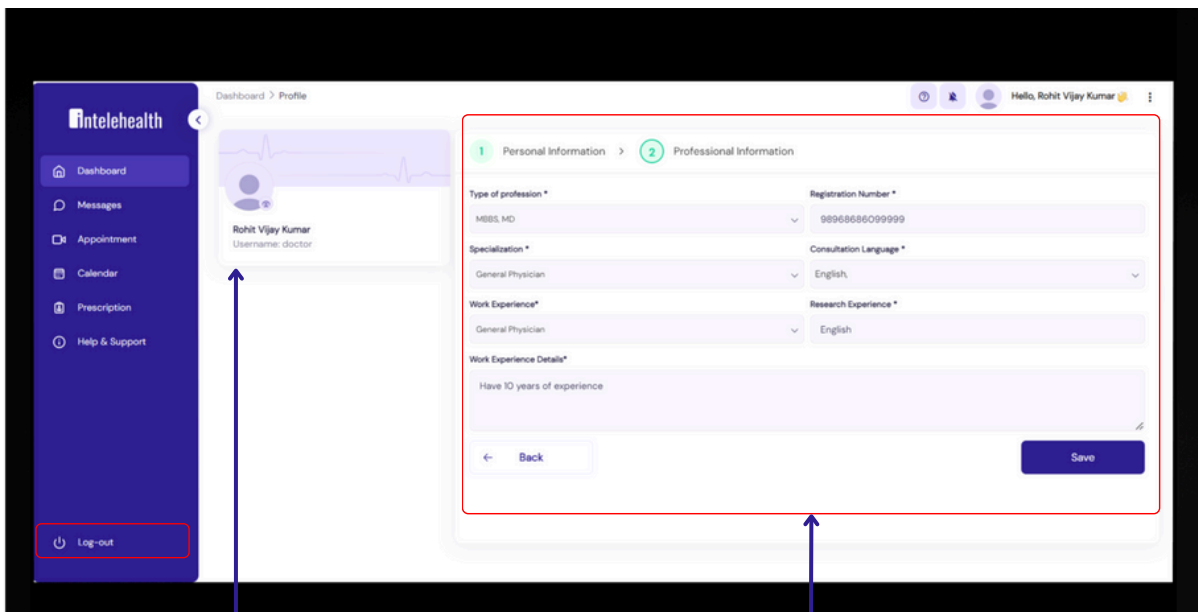 intelehealth
Dashboard
Messages
Appointment
Calendar
Prescription
Help & Support
Log-out
Dashboard > Profile
Hello, Rohit Vijay Kumar 👋
Rohit Vijay Kumar
Username: doctor
1 Personal Information > 2 Professional Information
Type of profession *
MBBS, MD
Registration Number *
98968686099999
Specialization *
General Physician
Consultation Language *
English,
Work Experience*
General Physician
Research Experience *
English
Work Experience Details*
Have 10 years of experience
← Back
Save